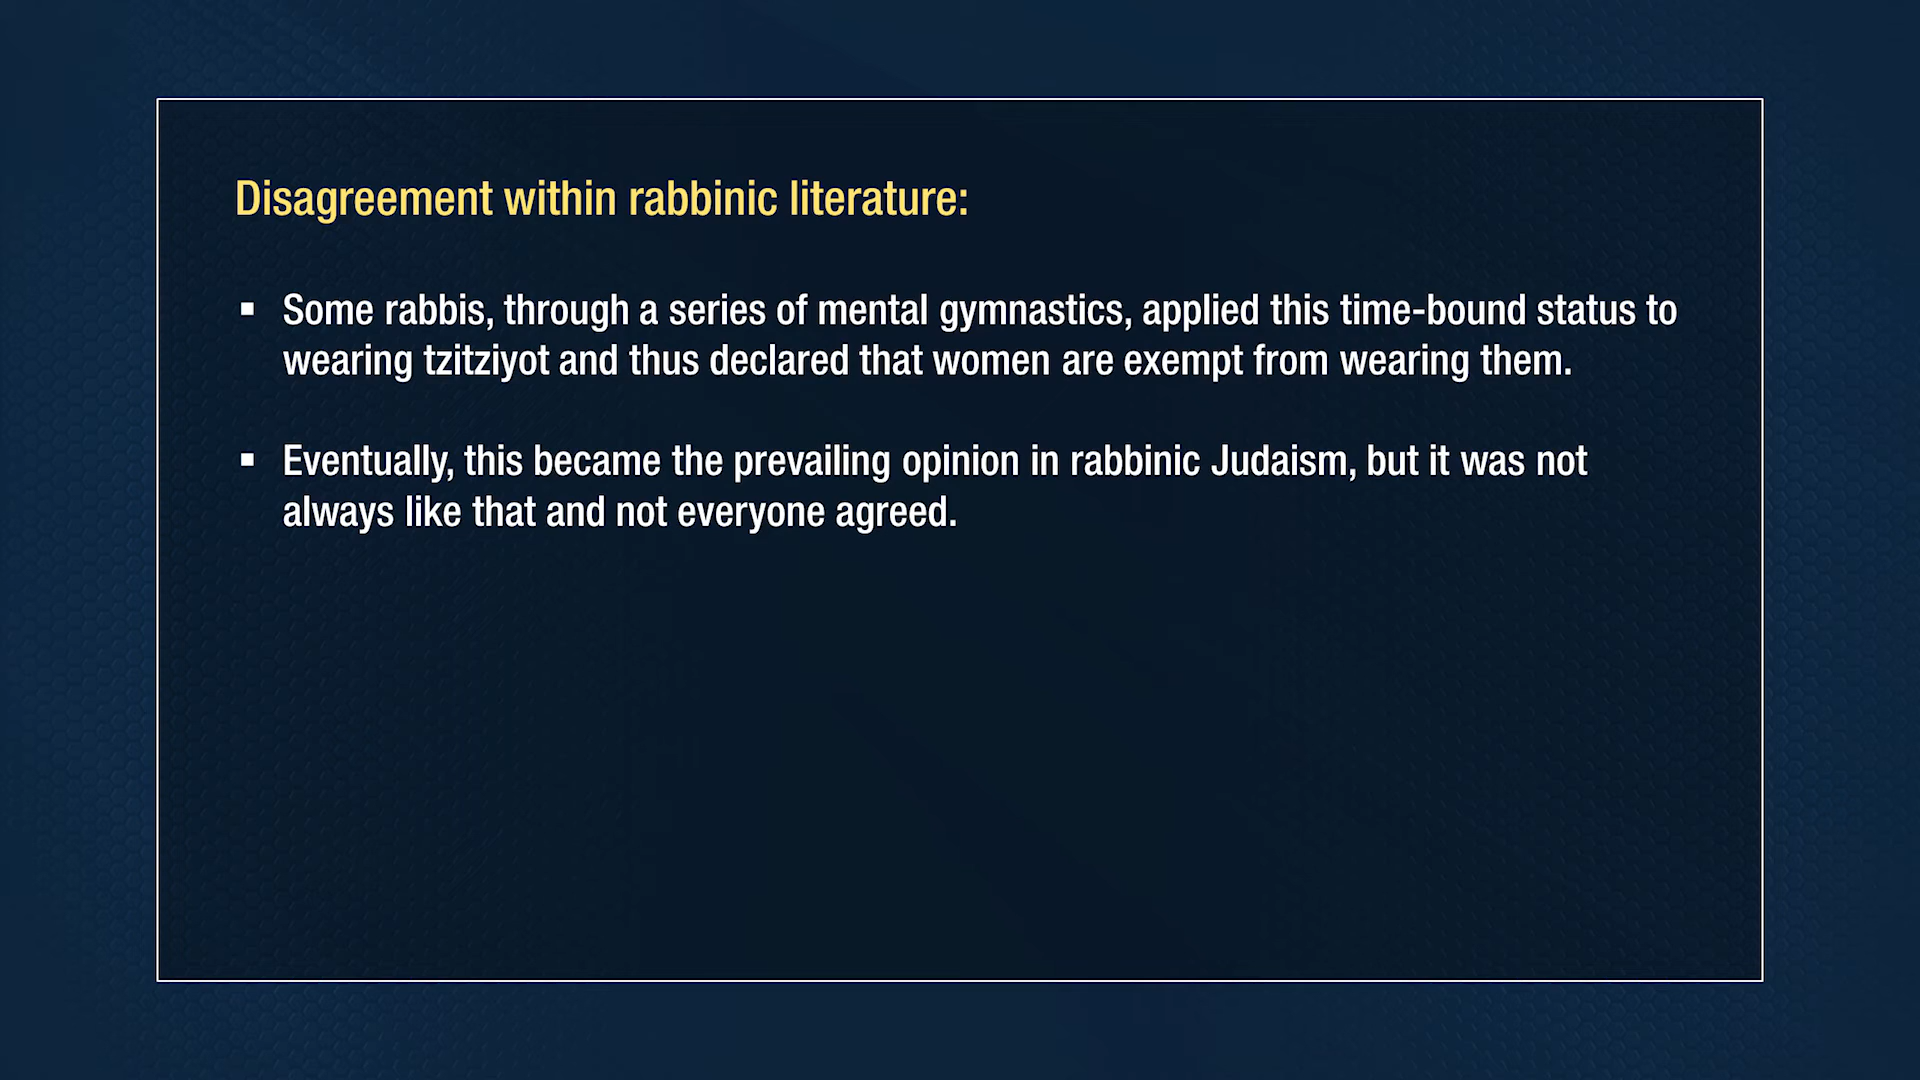 Disagreement within rabbinic literature:
▪ Some rabbis, through a series of mental gymnastics, applied this time-bound status to
wearing tzitziyot and thus declared that women are exempt from wearing them.
▪ Eventually, this became the prevailing opinion in rabbinic Judaism, but it was not
always like that and not everyone agreed.